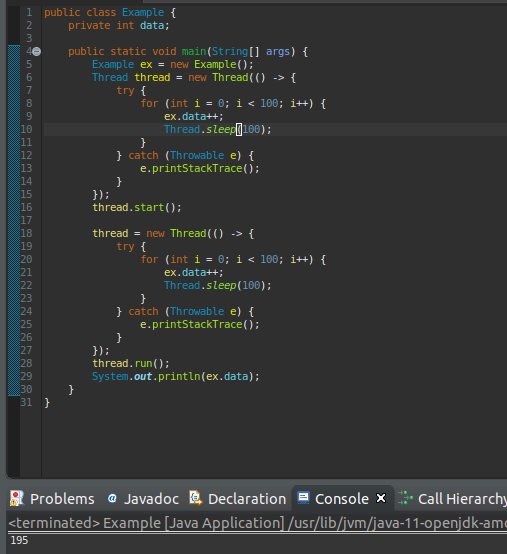 1 public class Example {
2     private int data;
3
4     public static void main(String[] args) {
5         Example ex = new Example();
6         Thread thread = new Thread(() -> {
7             try {
8                 for (int i = 0; i < 100; i++) {
9                     ex.data++;
10                     Thread.sleep(100);
11                 }
12             } catch (Throwable e) {
13                 e.printStackTrace();
14             }
15         });
16         thread.start();
17
18         thread = new Thread(() -> {
19             try {
20                 for (int i = 0; i < 100; i++) {
21                     ex.data++;
22                     Thread.sleep(100);
23                 }
24             } catch (Throwable e) {
25                 e.printStackTrace();
26             }
27         });
28         thread.run();
29         System.out.println(ex.data);
30     }
31 }
Problems @ Javadoc Declaration Console Call Hierarchy
<terminated> Example [Java Application] /usr/lib/jvm/java-11-openjdk-amd
195